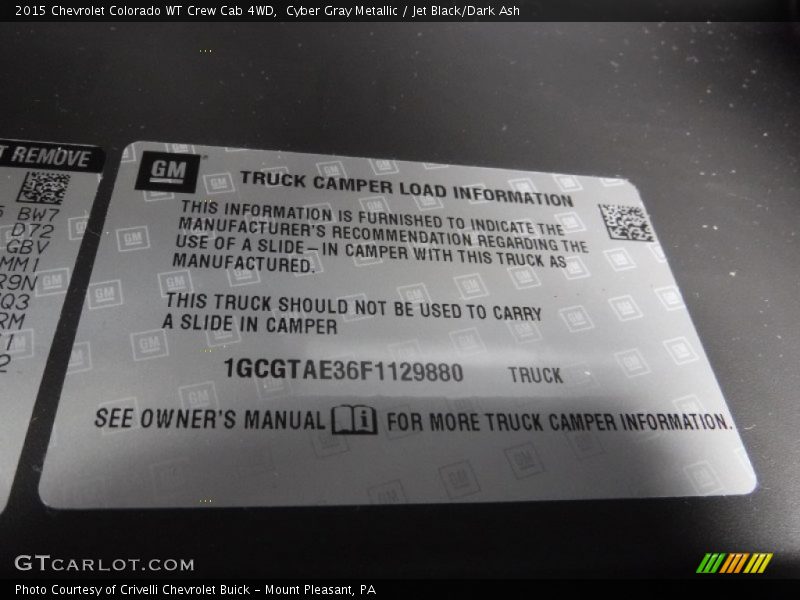 2015 Chevrolet Colorado WT Crew Cab 4WD, Cyber Gray Metallic / Jet Black/Dark Ash
T REMOVE
BW7
D72
GBV
MM1
R9N
Q3
RM
1
2
GM
TRUCK CAMPER LOAD INFORMATION
THIS INFORMATION IS FURNISHED TO INDICATE THE
MANUFACTURER'S RECOMMENDATION REGARDING THE
USE OF A SLIDE-IN CAMPER WITH THIS TRUCK AS
MANUFACTURED.
THIS TRUCK SHOULD NOT BE USED TO CARRY
A SLIDE IN CAMPER
1GCGTAE36F1129880 TRUCK
SEE OWNER'S MANUAL i FOR MORE TRUCK CAMPER INFORMATION.
GTCARLOT.COM
Photo Courtesy of Crivelli Chevrolet Buick - Mount Pleasant, PA